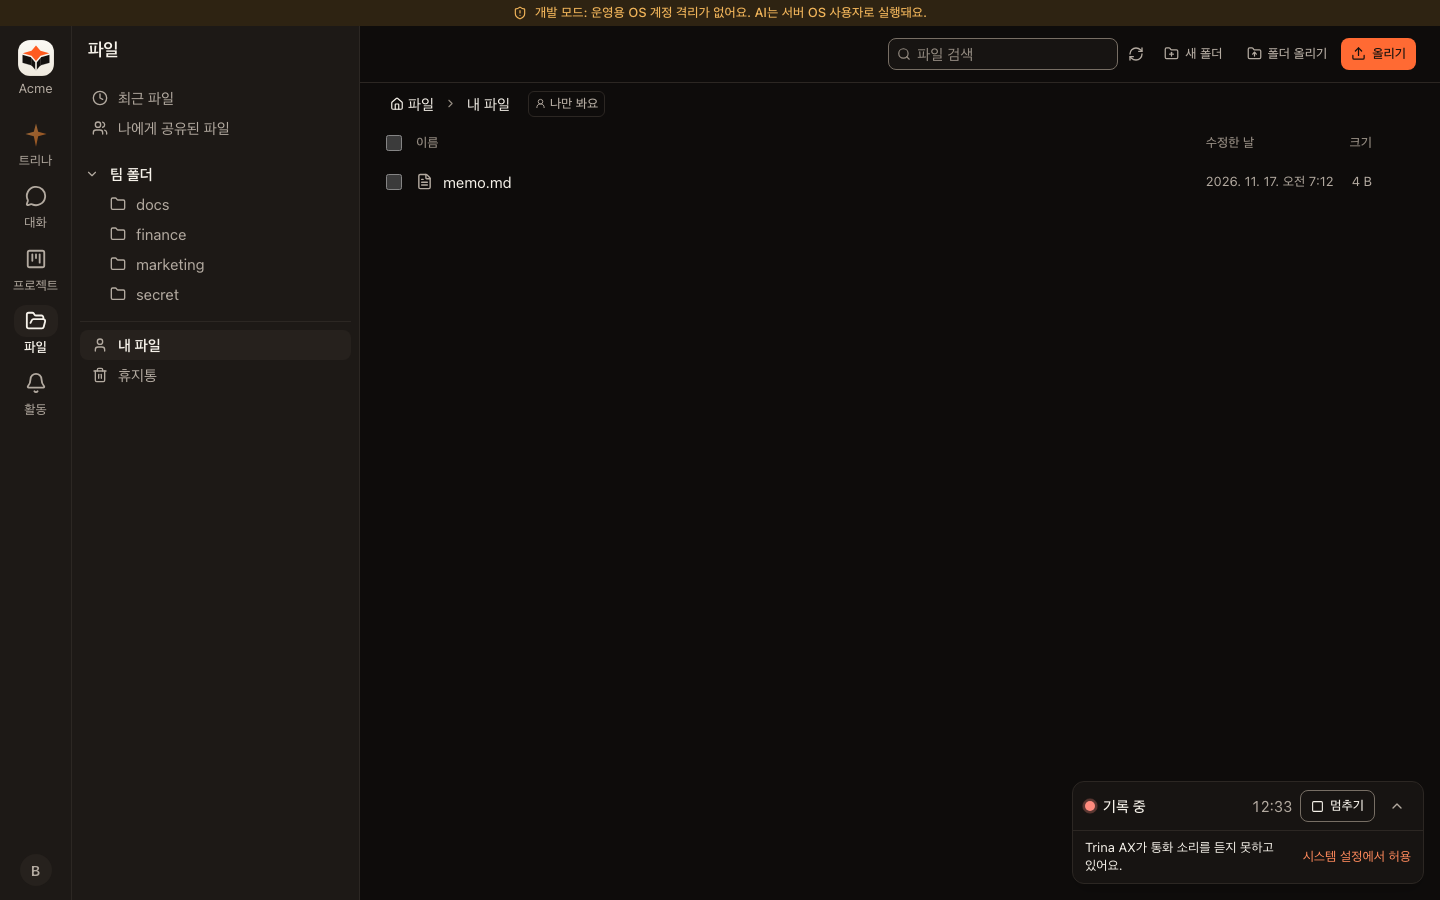 개발 모드: 운영용 OS 계정 격리가 없어요. AI는 서버 OS 사용자로 실행돼요.
Acme
트리나
대화
프로젝트
파일
활동
B
파일
최근 파일
나에게 공유된 파일
팀 폴더
docs
finance
marketing
secret
내 파일
휴지통
파일 검색
새 폴더
폴더 올리기
올리기
파일 > 내 파일 나만 봐요
이름 수정한 날 크기
memo.md 2026. 11. 17. 오전 7:12 4 B
기록 중 12:33 멈추기
Trina AX가 통화 소리를 듣지 못하고
있어요.
시스템 설정에서 허용